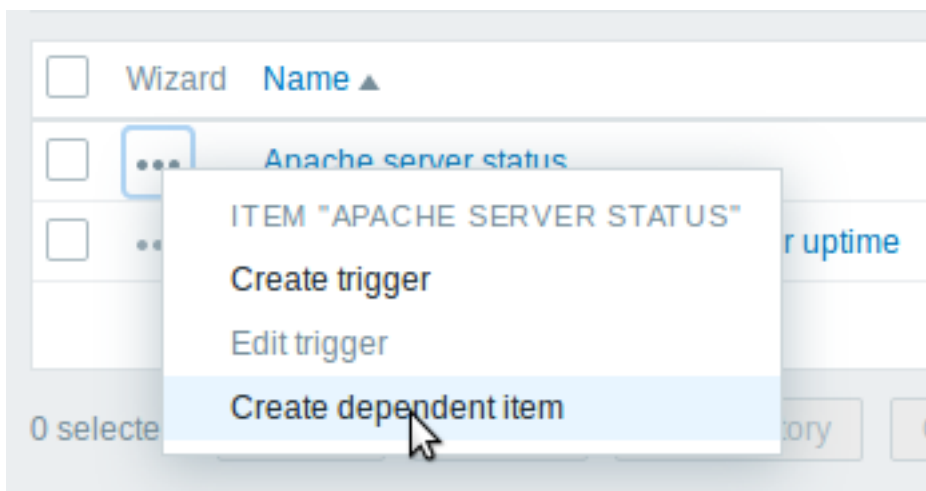 Wizard Name
Apache server status
ITEM "APACHE SERVER STATUS"
r uptime
Create trigger
Edit trigger
Create dependent item
0 selecte
ory